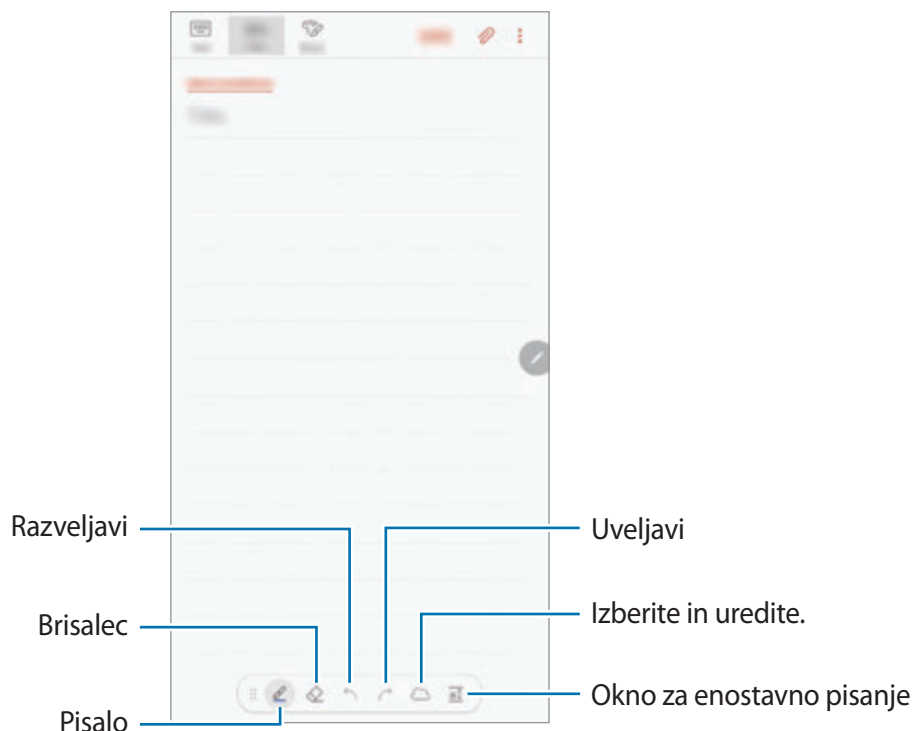 Razveljavi
Uveljavi
Brisalec
Izberite in uredite.
Okno za enostavno pisanje
Pisalo